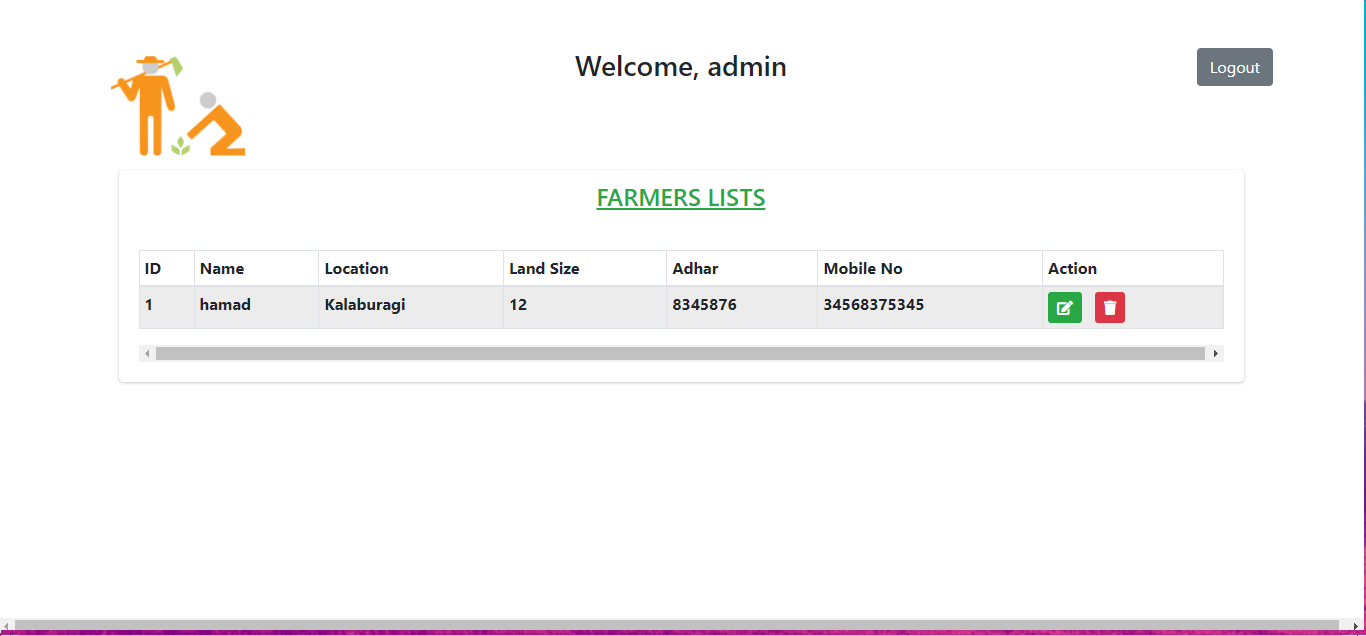 Welcome, admin
Logout
FARMERS LISTS
ID Name Location Land Size Adhar Mobile No Action
1 hamad Kalaburagi 12 8345876 34568375345